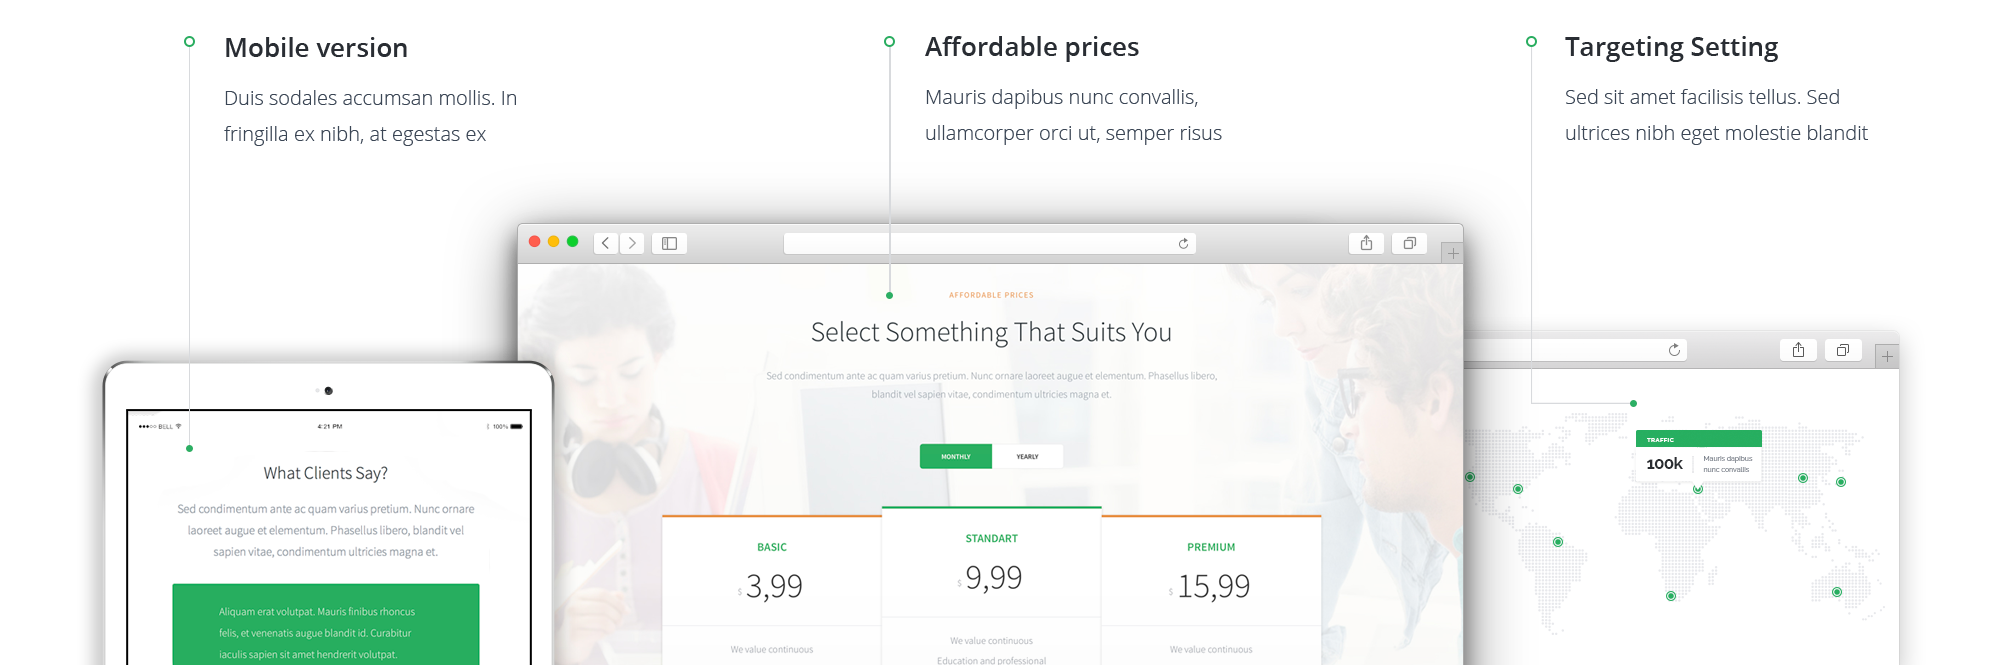 Mobile version
Duis sodales accumsan mollis. In
fringilla ex nibh, at egestas ex
Affordable prices
Mauris dapibus nunc convallis,
ullamcorper orci ut, semper risus
Targeting Setting
Sed sit amet facilisis tellus. Sed
ultrices nibh eget molestie blandit
BELL
4:21 PM
100%
What Clients Say?
Sed condimentum ante ac quam varius pretium. Nunc ornare
laoreet augue et elementum. Phasellus libero, blandit vel
sapien vitae, condimentum ultricies magna et.
Aliquam erat volutpat. Mauris finibus rhoncus
felis, et venenatis augue blandit id. Curabitur
iaculis sapien sit amet hendrerit volutpat.
AFFORDABLE PRICES
Select Something That Suits You
Sed condimentum ante ac quam varius pretium. Nunc ornare laoreet augue et elementum. Phasellus libero,
blandit vel sapien vitae, condimentum ultricies magna et.
MONTHLY
YEARLY
BASIC
$ 3,99
We value continuous
STANDART
$ 9,99
We value continuous
Education and professional
PREMIUM
$ 15,99
We value continuous
TRAFFIC
100k
Mauris dapibus
nunc convallis